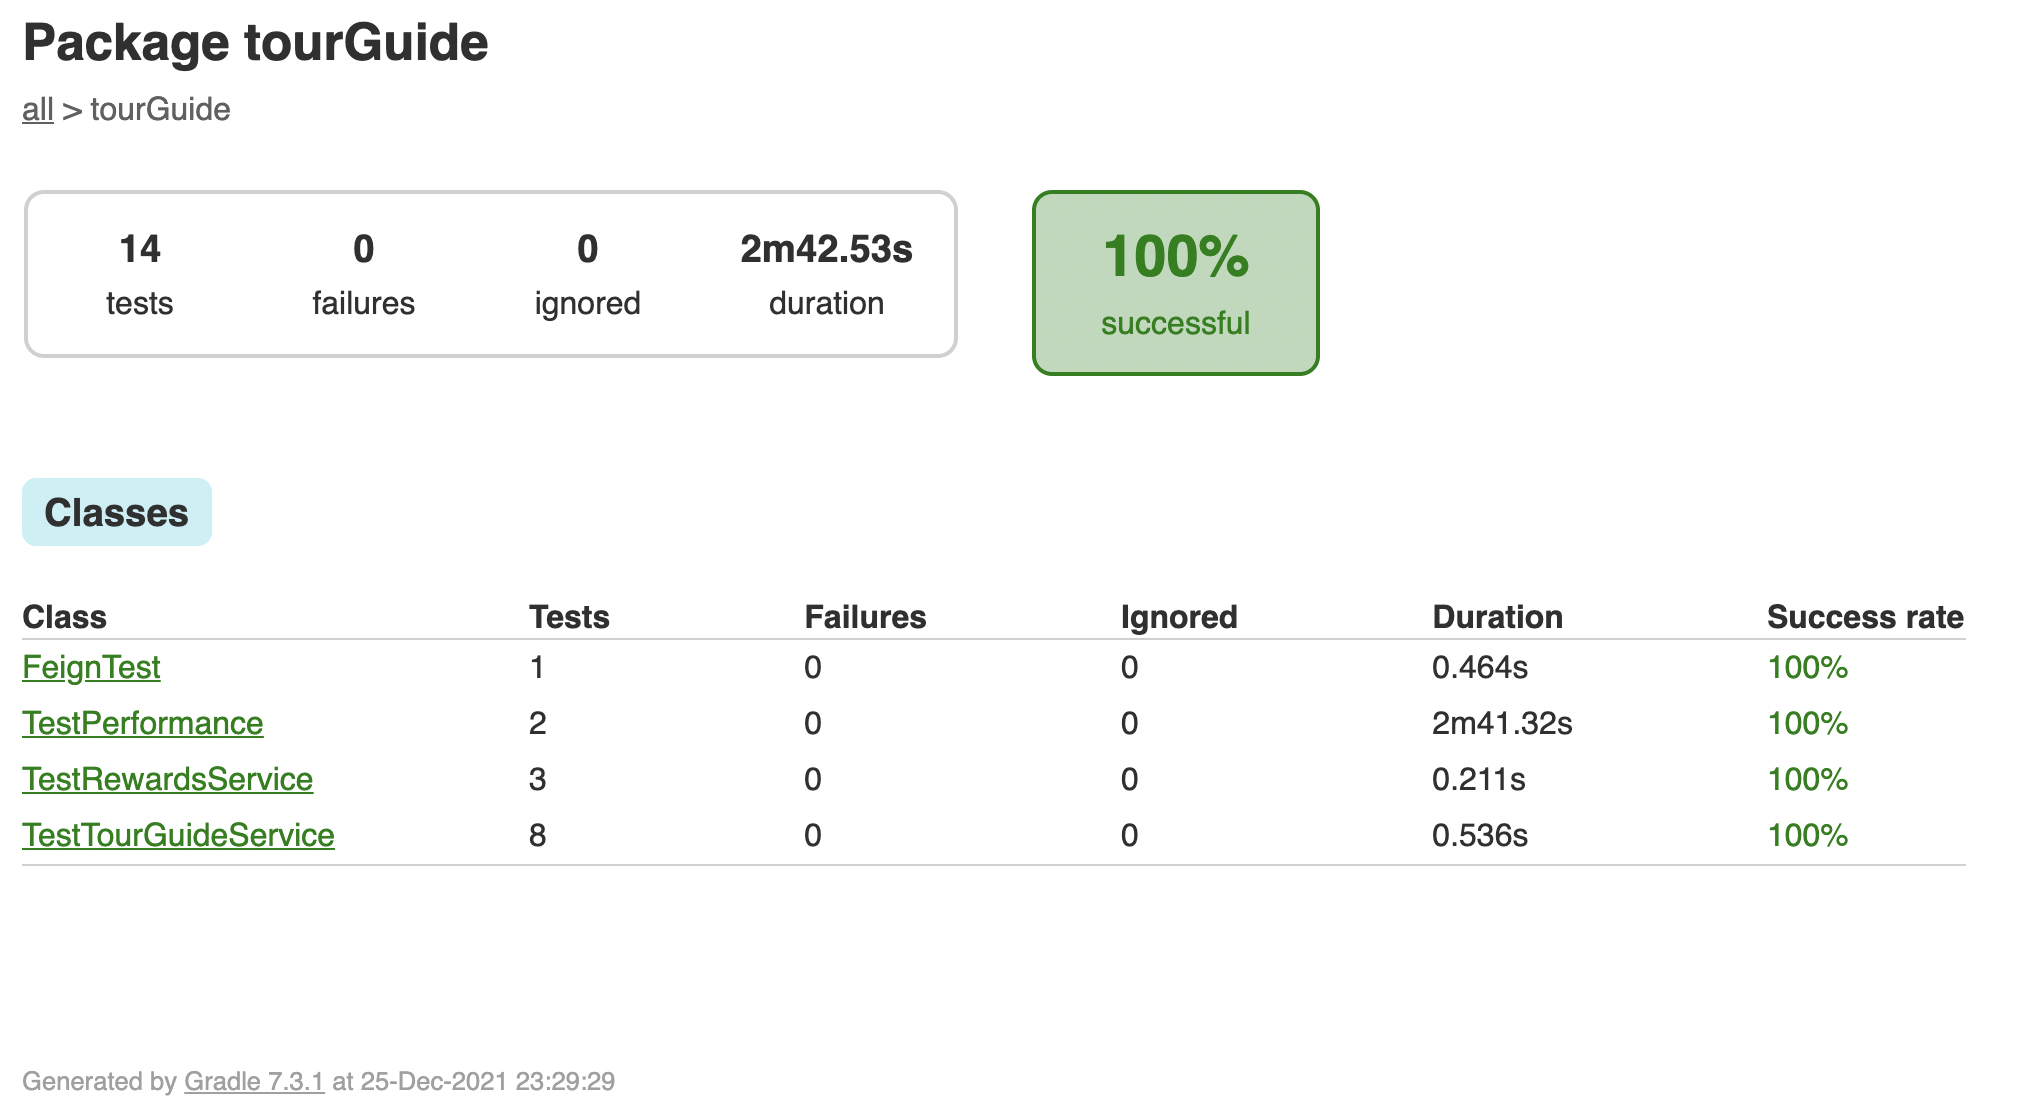 Package tourGuide
all > tourGuide
14 0 0 2m42.53s
tests failures ignored duration
100%
successful
Classes
Class Tests Failures Ignored Duration Success rate
FeignTest 1 0 0 0.464s 100%
TestPerformance 2 0 0 2m41.32s 100%
TestRewardsService 3 0 0 0.211s 100%
TestTourGuideService 8 0 0 0.536s 100%
Generated by Gradle 7.3.1 at 25-Dec-2021 23:29:29